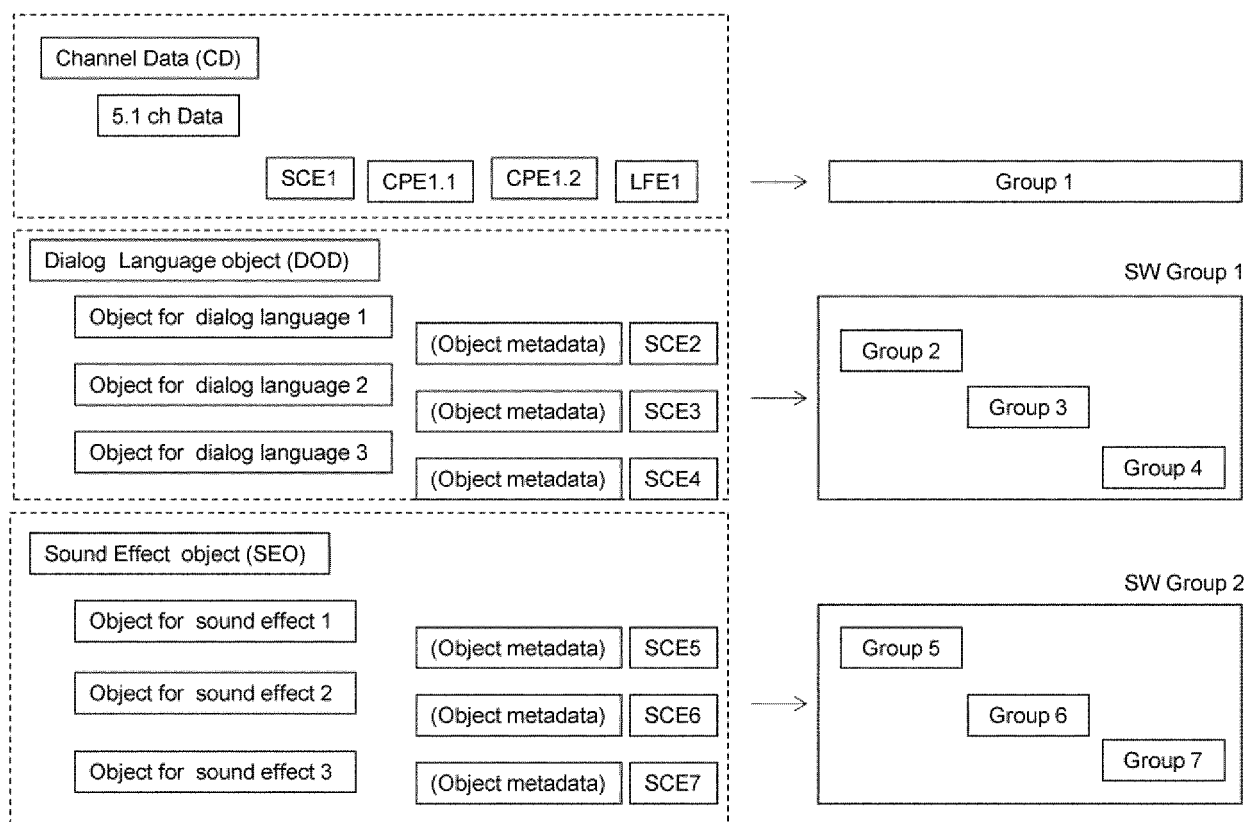 Channel Data (CD)
5.1 ch Data
SCE1 CPE1.1 CPE1.2 LFE1
Group 1
Dialog Language object (DOD)
Object for dialog language 1
(Object metadata) SCE2
Object for dialog language 2
(Object metadata) SCE3
Object for dialog language 3
(Object metadata) SCE4
SW Group 1
Group 2
Group 3
Group 4
Sound Effect object (SEO)
Object for sound effect 1
(Object metadata) SCE5
Object for sound effect 2
(Object metadata) SCE6
Object for sound effect 3
(Object metadata) SCE7
SW Group 2
Group 5
Group 6
Group 7